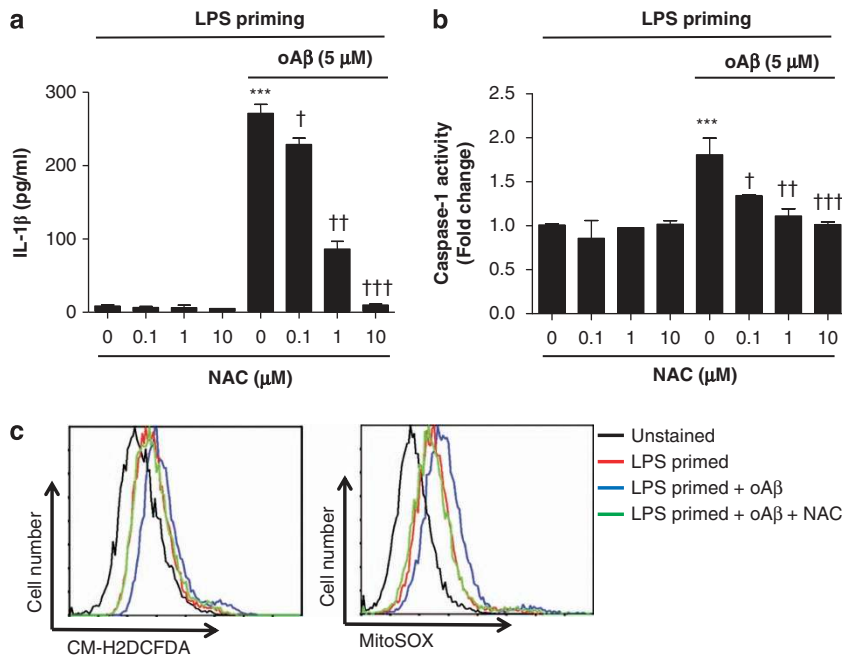 a
LPS priming
oAβ (5 μM)
IL-1β (pg/ml)
300
200
100
0
***
†
††
†††
0 0.1 1 10 0 0.1 1 10
NAC (μM)
b
LPS priming
oAβ (5 μM)
Caspase-1 activity
(Fold change)
2.5
2.0
1.5
1.0
0.5
0.0
***
†
††
†††
0 0.1 1 10 0 0.1 1 10
NAC (μM)
c
Cell number
CM-H2DCFDA
Cell number
MitoSOX
Unstained
LPS primed
LPS primed + oAβ
LPS primed + oAβ + NAC